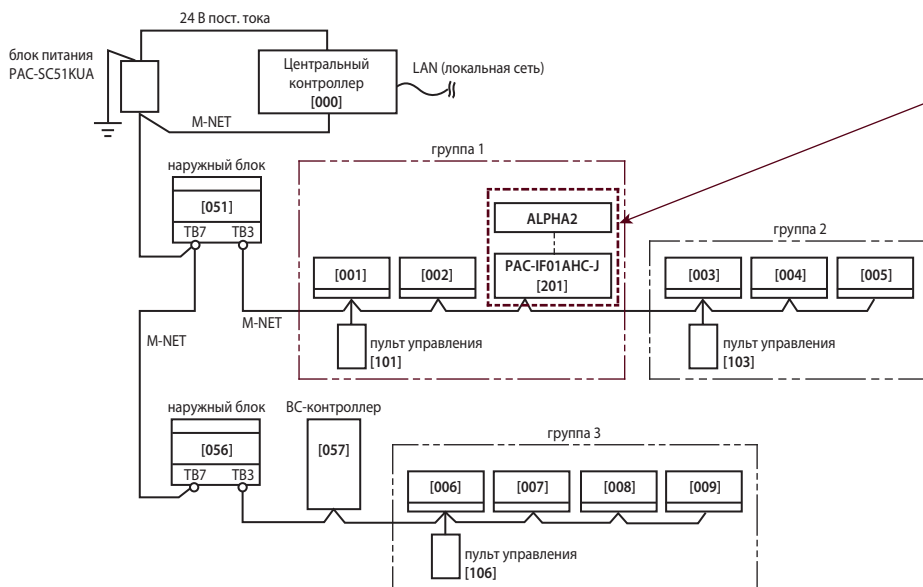 24 В пост. тока
блок питания
PAC-SC51KUA
Центральный
контроллер
[000]
LAN (локальная сеть)
M-NET
группа 1
наружный блок
[051]
TB7 TB3
ALPHA2
PAC-IF01AHC-J
[201]
[001] [002]
группа 2
[003] [004] [005]
M-NET
M-NET
пульт управления
[101]
пульт управления
[103]
наружный блок
[056]
TB7 TB3
BC-контроллер
[057]
группа 3
[006] [007] [008] [009]
пульт управления
[106]